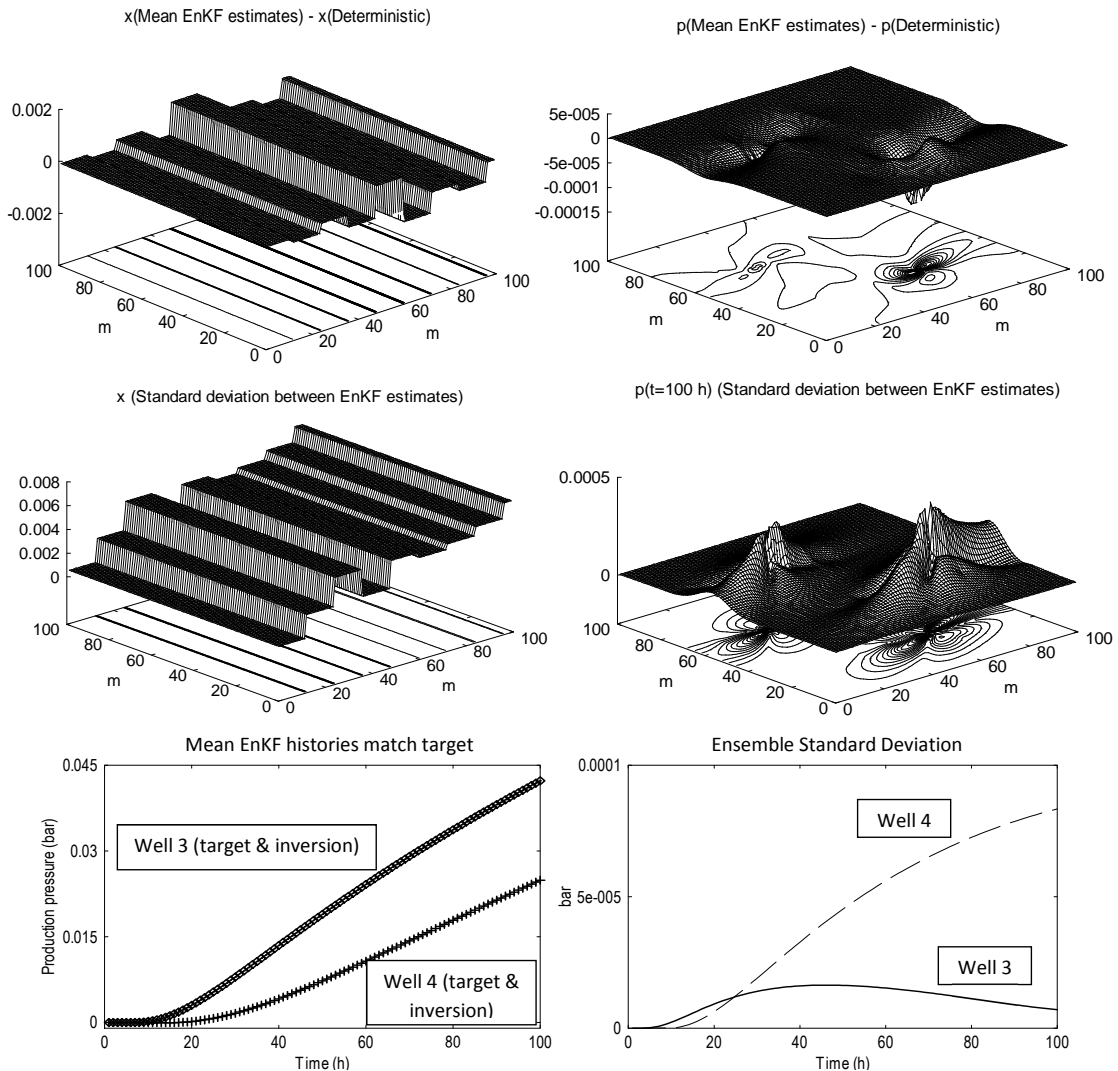 x(Mean EnKF estimates) - x(Deterministic)
0.002
0
-0.002
100
80
60
40
20
0
m
0
20
40
60
80
100
m
p(Mean EnKF estimates) - p(Deterministic)
5e-005
0
-5e-005
-0.0001
-0.00015
100
80
60
40
20
0
m
0
20
40
60
80
100
m
x (Standard deviation between EnKF estimates)
0.008
0.006
0.004
0.002
0
100
80
60
40
20
0
m
0
20
40
60
80
100
m
p(t=100 h) (Standard deviation between EnKF estimates)
0.0005
0
100
80
60
40
20
0
m
0
20
40
60
80
100
m
Mean EnKF histories match target
0.045
0.03
0.015
0
Production pressure (bar)
Well 3 (target & inversion)
Well 4 (target &
inversion)
0 20 40 60 80 100
Time (h)
Ensemble Standard Deviation
0.0001
5e-005
0
bar
Well 4
Well 3
0 20 40 60 80 100
Time (h)